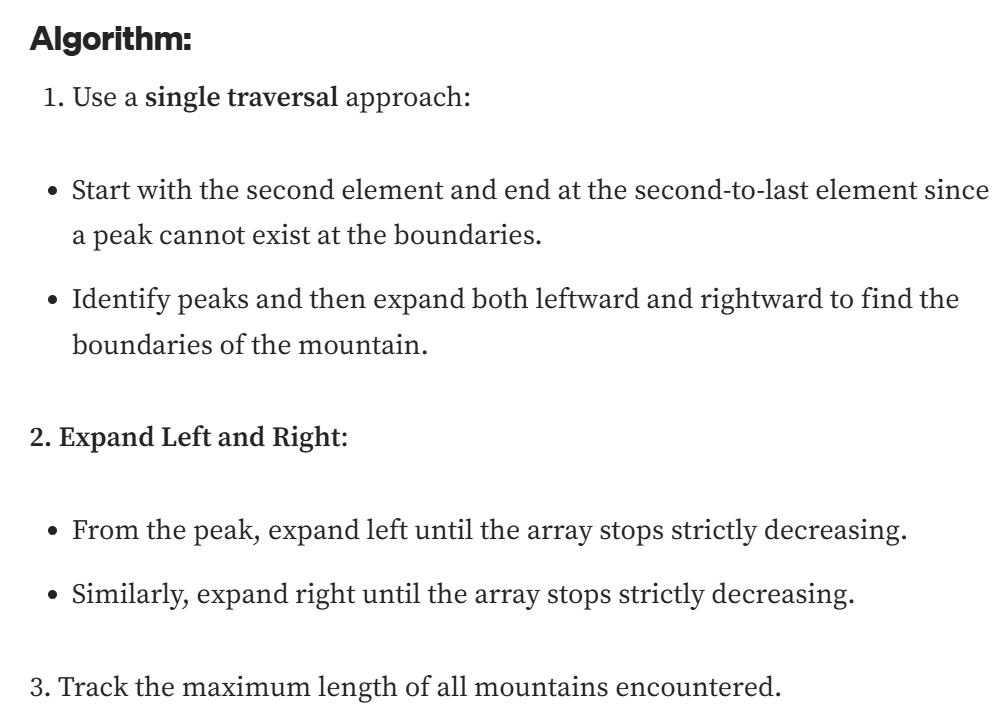 Algorithm:
1. Use a single traversal approach:
• Start with the second element and end at the second-to-last element since
a peak cannot exist at the boundaries.
• Identify peaks and then expand both leftward and rightward to find the
boundaries of the mountain.
2. Expand Left and Right:
• From the peak, expand left until the array stops strictly decreasing.
• Similarly, expand right until the array stops strictly decreasing.
3. Track the maximum length of all mountains encountered.